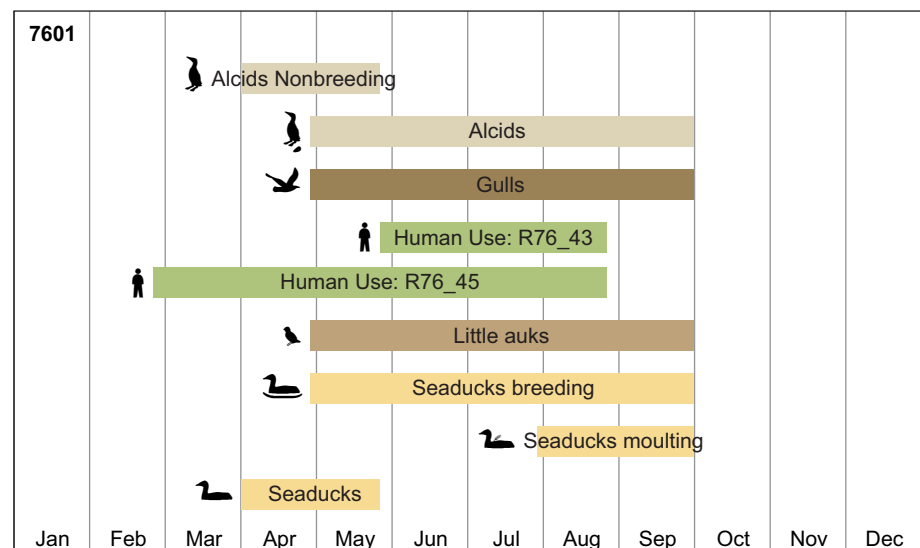 7601
Alcids Nonbreeding
Alcids
Gulls
Human Use: R76_43
Human Use: R76_45
Little auks
Seaducks breeding
Seaducks moulting
Seaducks
Jan Feb Mar Apr May Jun Jul Aug Sep Oct Nov Dec